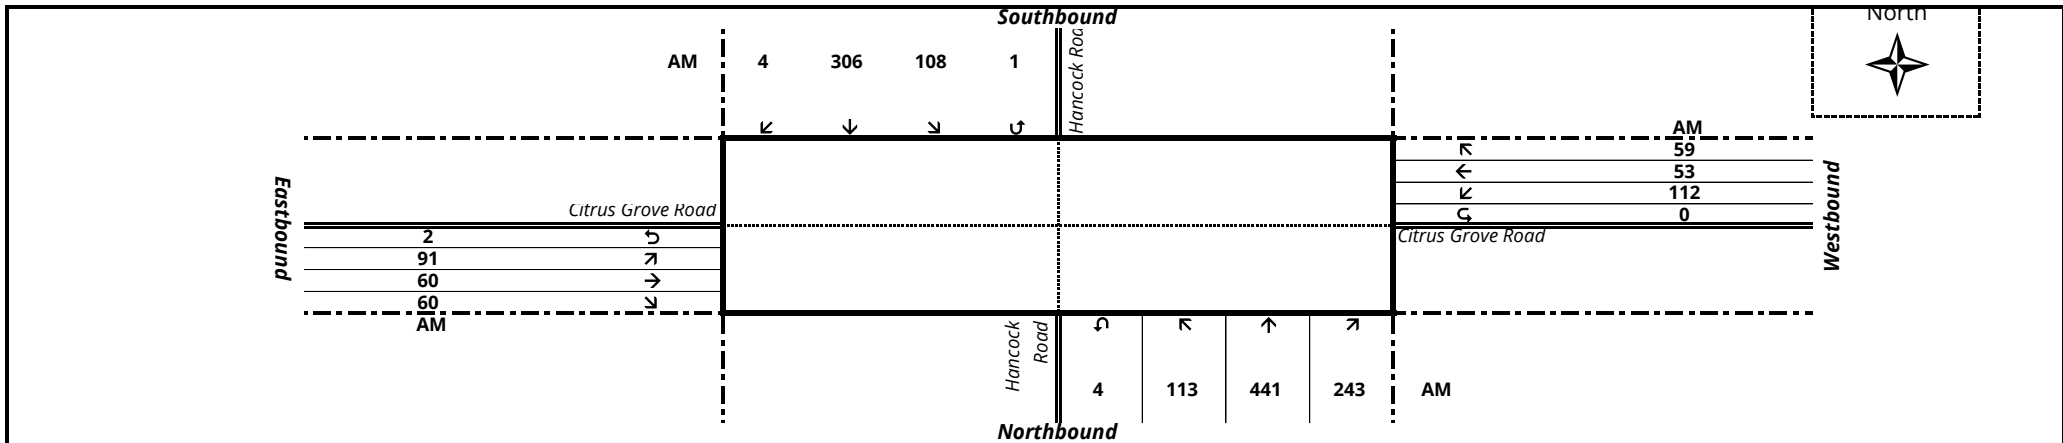 Southbound
North
AM 4 306 108 1
Hancock Road
AM
59
53
112
0
Eastbound
Westbound
Citrus Grove Road
2
91
60
60
AM
Citrus Grove Road
Hancock
Road
4 113 441 243 AM
Northbound